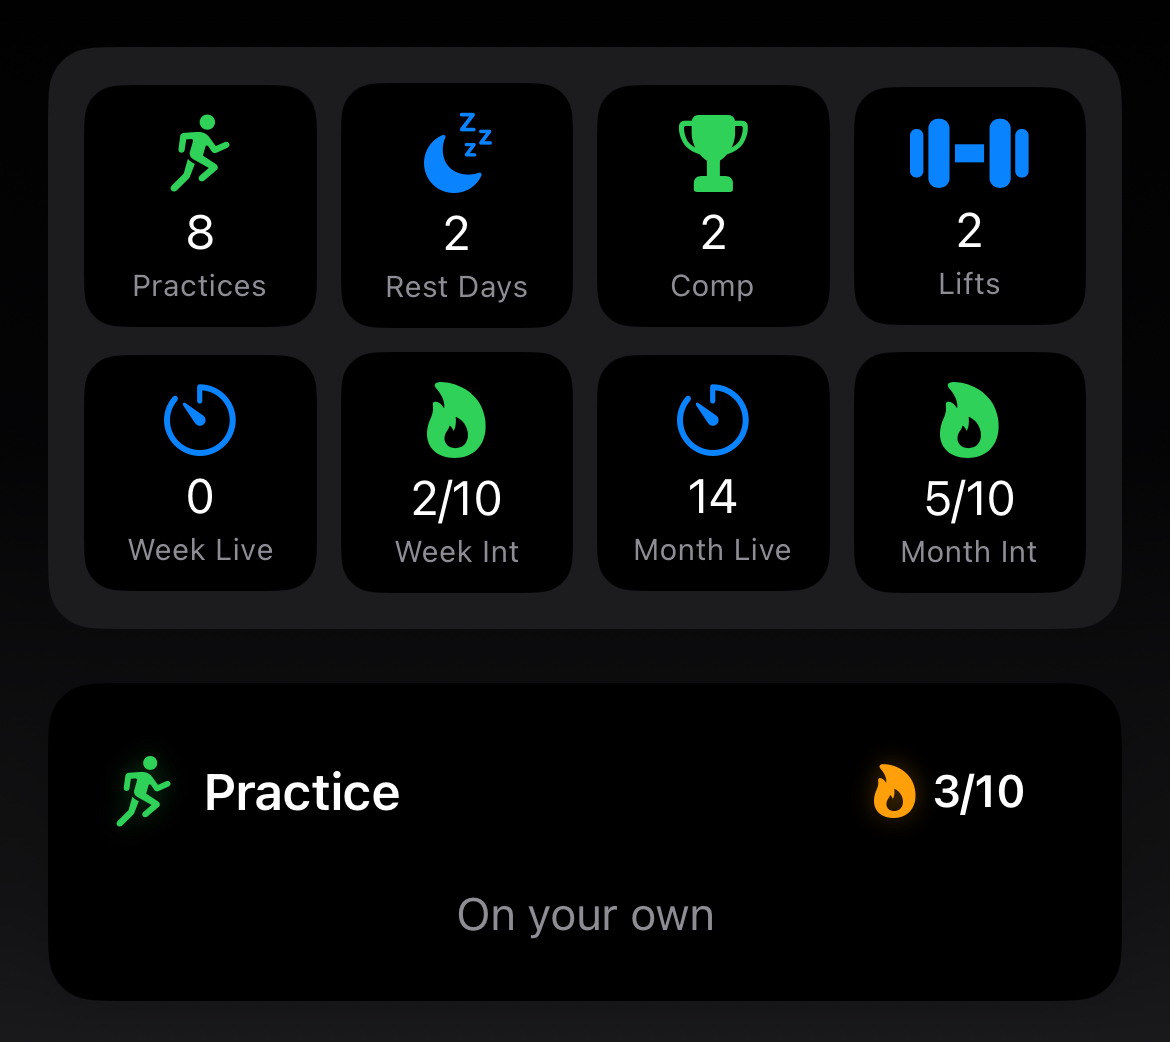 8
Practices
2
Rest Days
2
Comp
2
Lifts
0
Week Live
2/10
Week Int
14
Month Live
5/10
Month Int
Practice
3/10
On your own